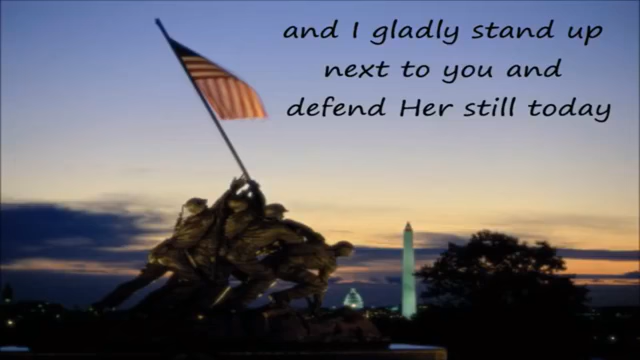 and I gladly stand up
next to you and
defend Her still today